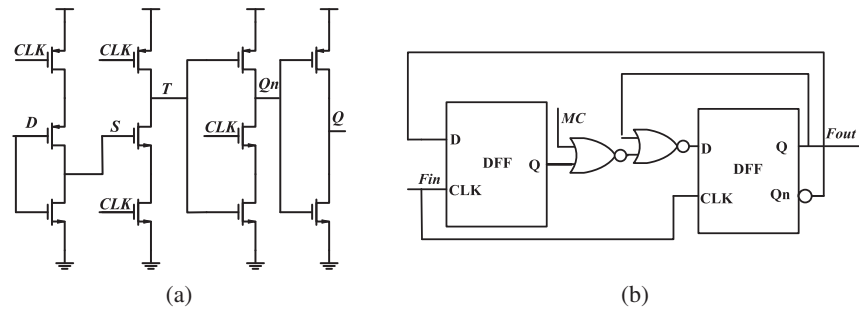 CLK
CLK
T
Qn
D
S
CLK
Q
CLK
(a)
MC
D
DFF
Q
Fin
CLK
D
Q
Fout
DFF
CLK
Qn
(b)